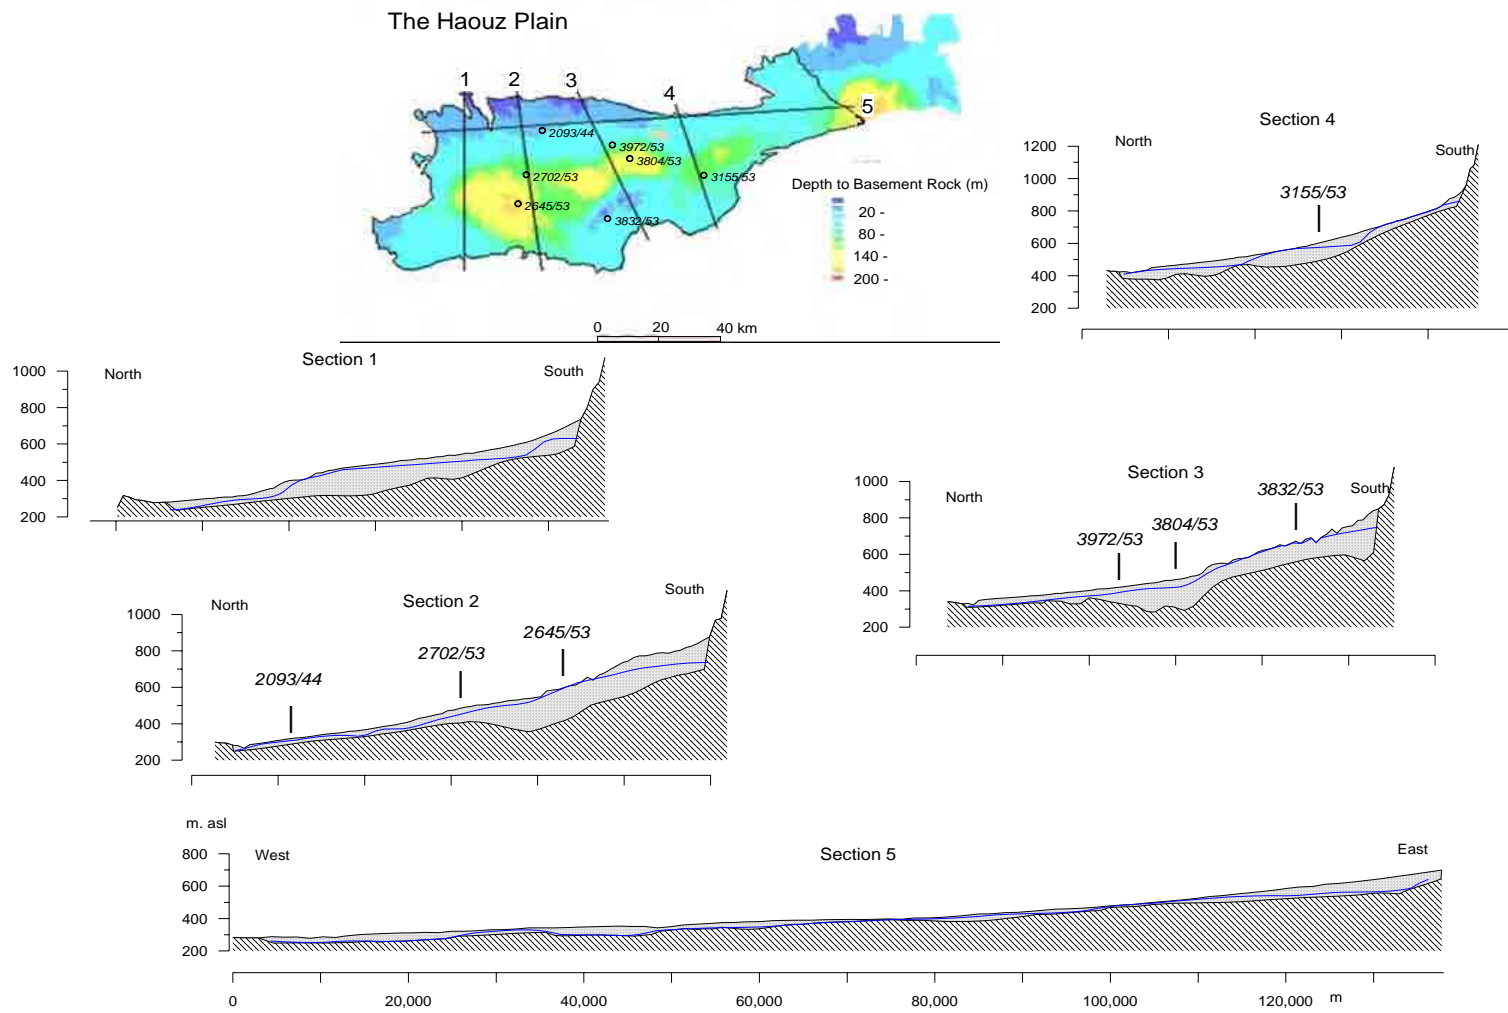 The Haouz Plain
1
2
3
4
5
2093/44
3972/53
3804/53
2702/53
3155/53
2645/53
3832/53
Depth to Basement Rock (m)
20 -
80 -
140 -
200 -
0 20 40 km
Section 4
North
South
3155/53
1200
1000
800
600
400
200
Section 1
North
South
1000
800
600
400
200
Section 3
North
South
3832/53
3804/53
3972/53
1000
800
600
400
200
Section 2
North
South
2645/53
2702/53
2093/44
1000
800
600
400
200
m. asl
Section 5
West
East
800
600
400
200
0 20,000 40,000 60,000 80,000 100,000 120,000 m